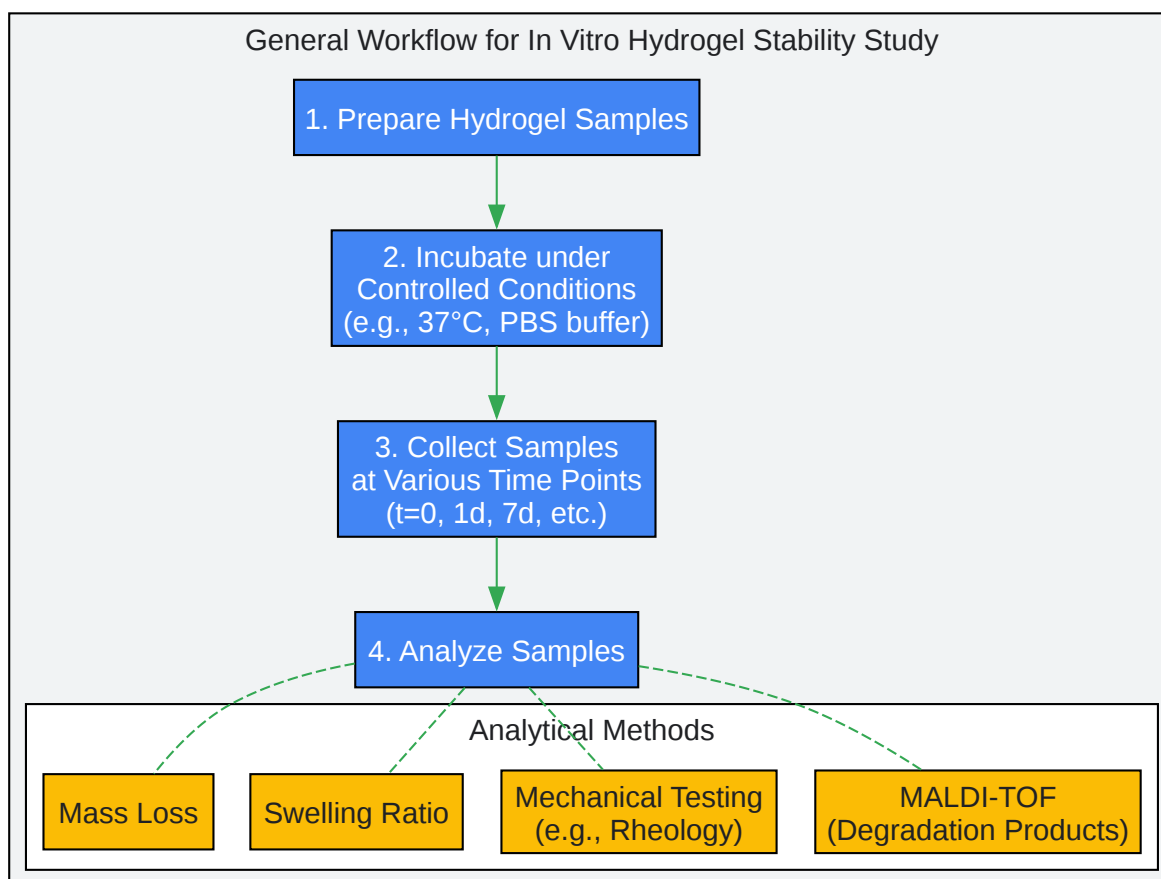 General Workflow for In Vitro Hydrogel Stability Study
1. Prepare Hydrogel Samples
2. Incubate under
Controlled Conditions
(e.g., 37°C, PBS buffer)
3. Collect Samples
at Various Time Points
(t=0, 1d, 7d, etc.)
4. Analyze Samples
Analytical Methods
Mass Loss
Swelling Ratio
Mechanical Testing
(e.g., Rheology)
MALDI-TOF
(Degradation Products)